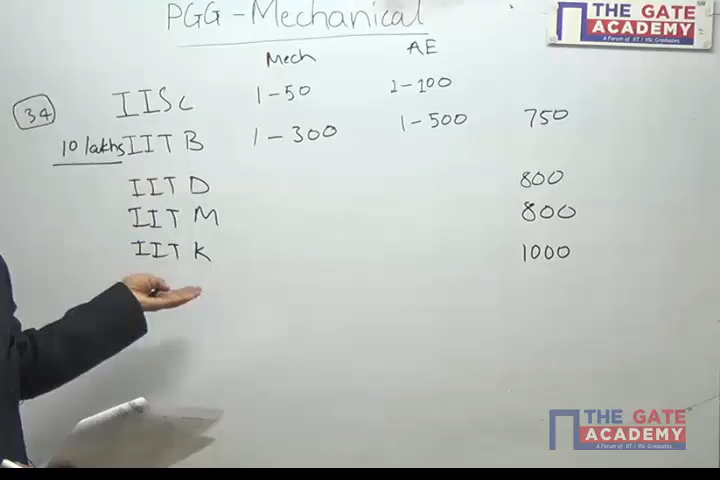 PGG - Mechanical
THE GATE
ACADEMY
A Forum of IIT / IISc Graduates
Mech AE
34 IISc 1-50 1-100
10 lakhs IIT B 1-300 1-500 750
IIT D 800
IIT M 800
IIT K 1000
THE GATE
ACADEMY
A Forum of IIT / IISc Graduates